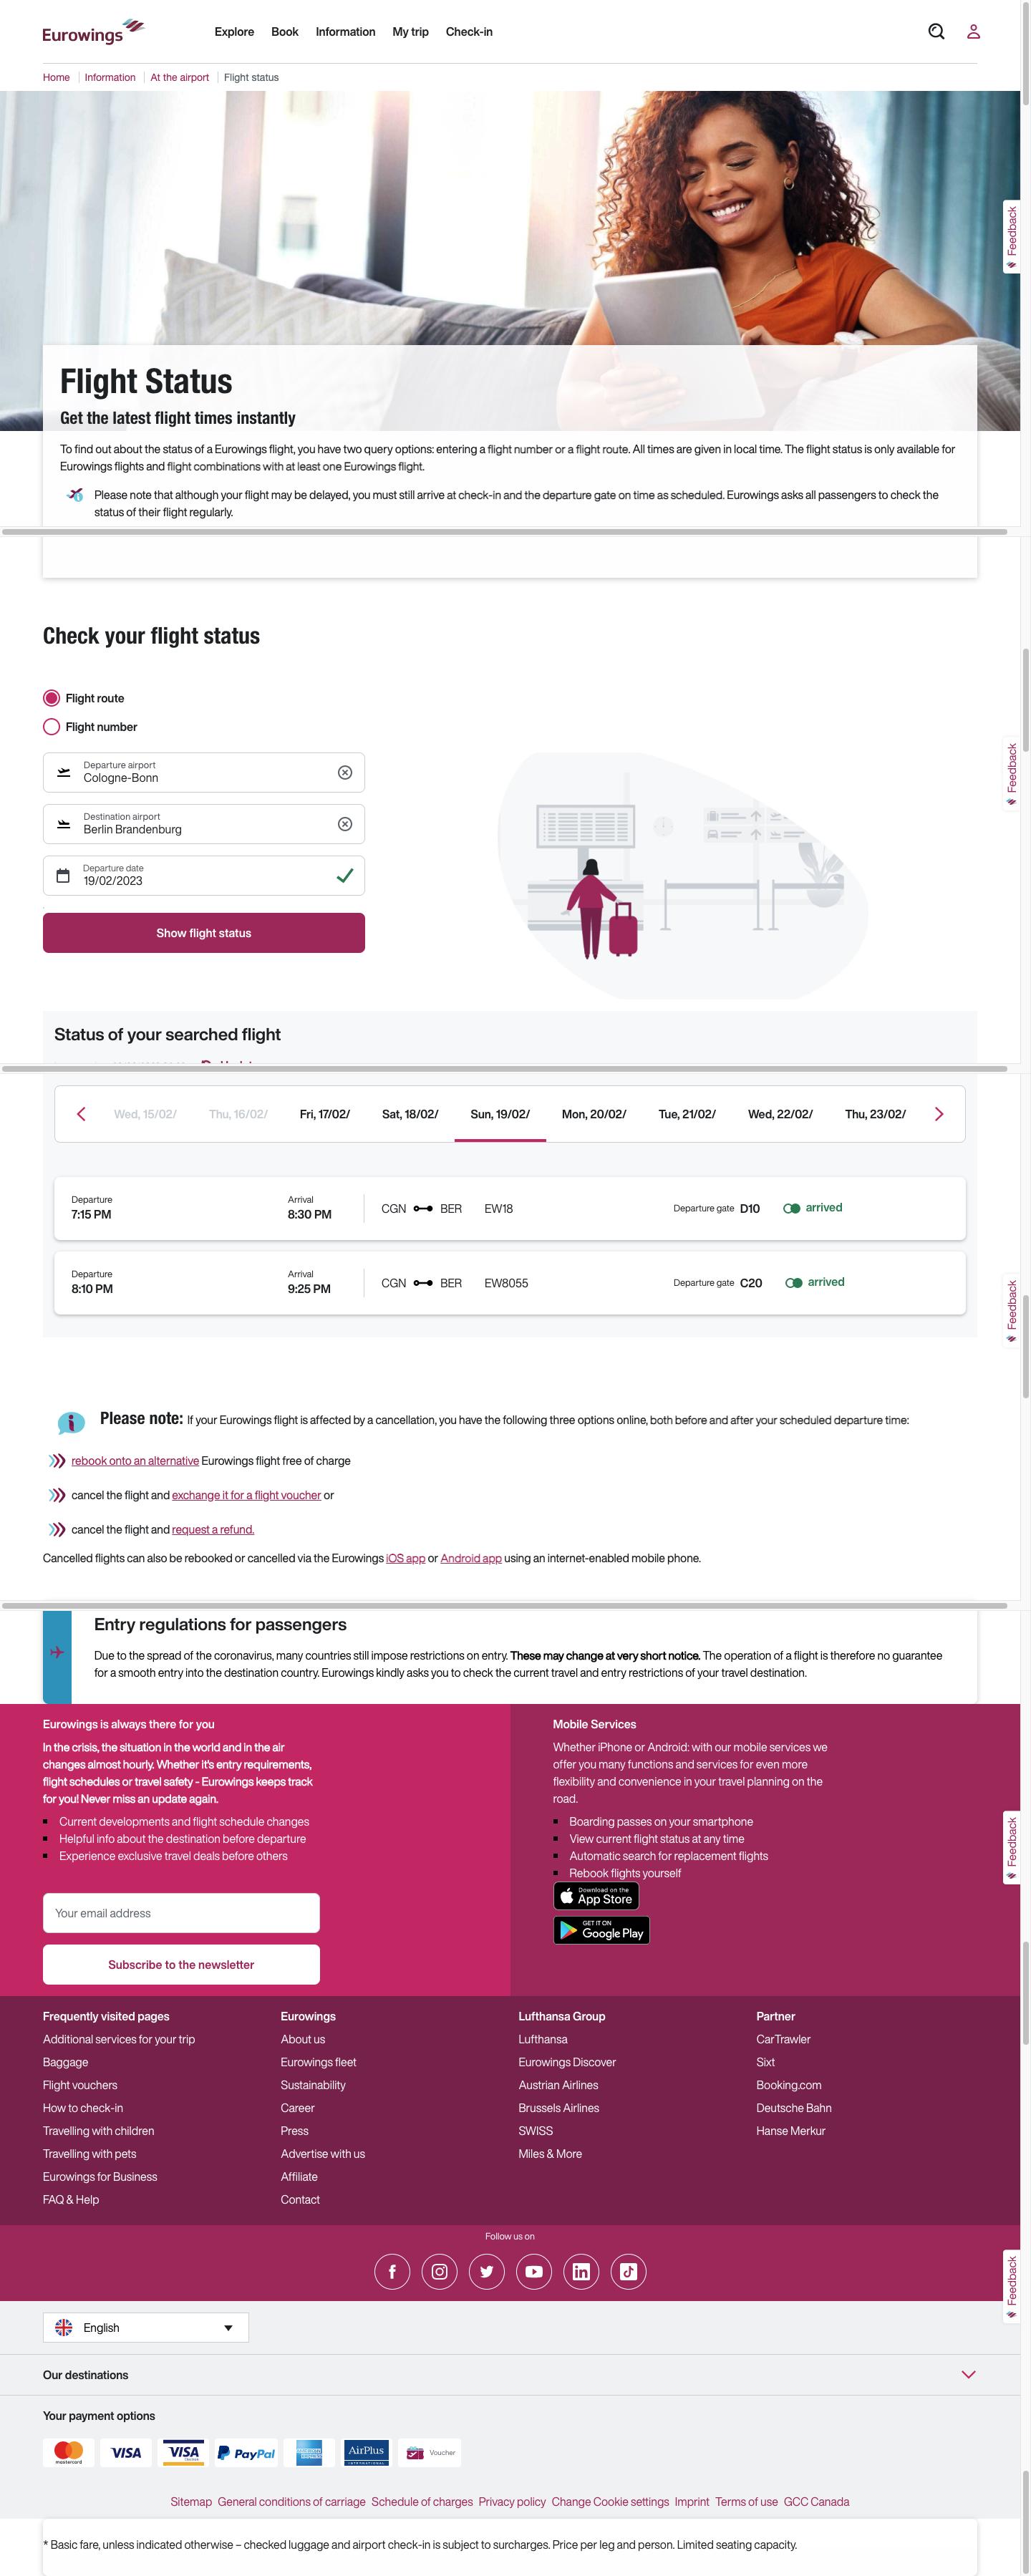 Eurowings
Explore Book Information My trip Check-in
Home Information At the airport Flight status
Feedback
Flight Status
Get the latest flight times instantly
To find out about the status of a Eurowings flight, you have two query options: entering a flight number or a flight route. All times are given in local time. The flight status is only available for
Eurowings flights and flight combinations with at least one Eurowings flight.
Please note that although your flight may be delayed, you must still arrive at check-in and the departure gate on time as scheduled. Eurowings asks all passengers to check the
status of their flight regularly.
Check your flight status
Flight route
Flight number
Feedback
Departure airport
Cologne-Bonn
Destination airport
Berlin Brandenburg
Departure date
19/02/2023
Show flight status
Status of your searched flight
Wed, 15/02/ Thu, 16/02/ Fri, 17/02/ Sat, 18/02/ Sun, 19/02/ Mon, 20/02/ Tue, 21/02/ Wed, 22/02/ Thu, 23/02/
Departure Arrival
7:15 PM 8:30 PM CGN BER EW18 Departure gate D10 arrived
Departure Arrival
8:10 PM 9:25 PM CGN BER EW8055 Departure gate C20 arrived
Feedback
Please note: If your Eurowings flight is affected by a cancellation, you have the following three options online, both before and after your scheduled departure time:
rebook onto an alternative Eurowings flight free of charge
cancel the flight and exchange it for a flight voucher or
cancel the flight and request a refund.
Cancelled flights can also be rebooked or cancelled via the Eurowings iOS app or Android app using an internet-enabled mobile phone.
Entry regulations for passengers
Due to the spread of the coronavirus, many countries still impose restrictions on entry. These may change at very short notice. The operation of a flight is therefore no guarantee
for a smooth entry into the destination country. Eurowings kindly asks you to check the current travel and entry restrictions of your travel destination.
Eurowings is always there for you
In the crisis, the situation in the world and in the air
changes almost hourly. Whether it's entry requirements,
flight schedules or travel safety - Eurowings keeps track
for you! Never miss an update again.
Current developments and flight schedule changes
Helpful info about the destination before departure
Experience exclusive travel deals before others
Your email address
Subscribe to the newsletter
Mobile Services
Whether iPhone or Android: with our mobile services we
offer you many functions and services for even more
flexibility and convenience in your travel planning on the
road.
Boarding passes on your smartphone
View current flight status at any time
Automatic search for replacement flights
Rebook flights yourself
Download on the
App Store
GET IT ON
Google Play
Feedback
Frequently visited pages
Additional services for your trip
Baggage
Flight vouchers
How to check-in
Travelling with children
Travelling with pets
Eurowings for Business
FAQ & Help
Eurowings
About us
Eurowings fleet
Sustainability
Career
Press
Advertise with us
Affiliate
Contact
Lufthansa Group
Lufthansa
Eurowings Discover
Austrian Airlines
Brussels Airlines
SWISS
Miles & More
Partner
CarTrawler
Sixt
Booking.com
Deutsche Bahn
Hanse Merkur
Follow us on
Feedback
English
Our destinations
Your payment options
mastercard VISA VISA PayPal AirPlus INTERNATIONAL Voucher
Sitemap General conditions of carriage Schedule of charges Privacy policy Change Cookie settings Imprint Terms of use GCC Canada
* Basic fare, unless indicated otherwise – checked luggage and airport check-in is subject to surcharges. Price per leg and person. Limited seating capacity.